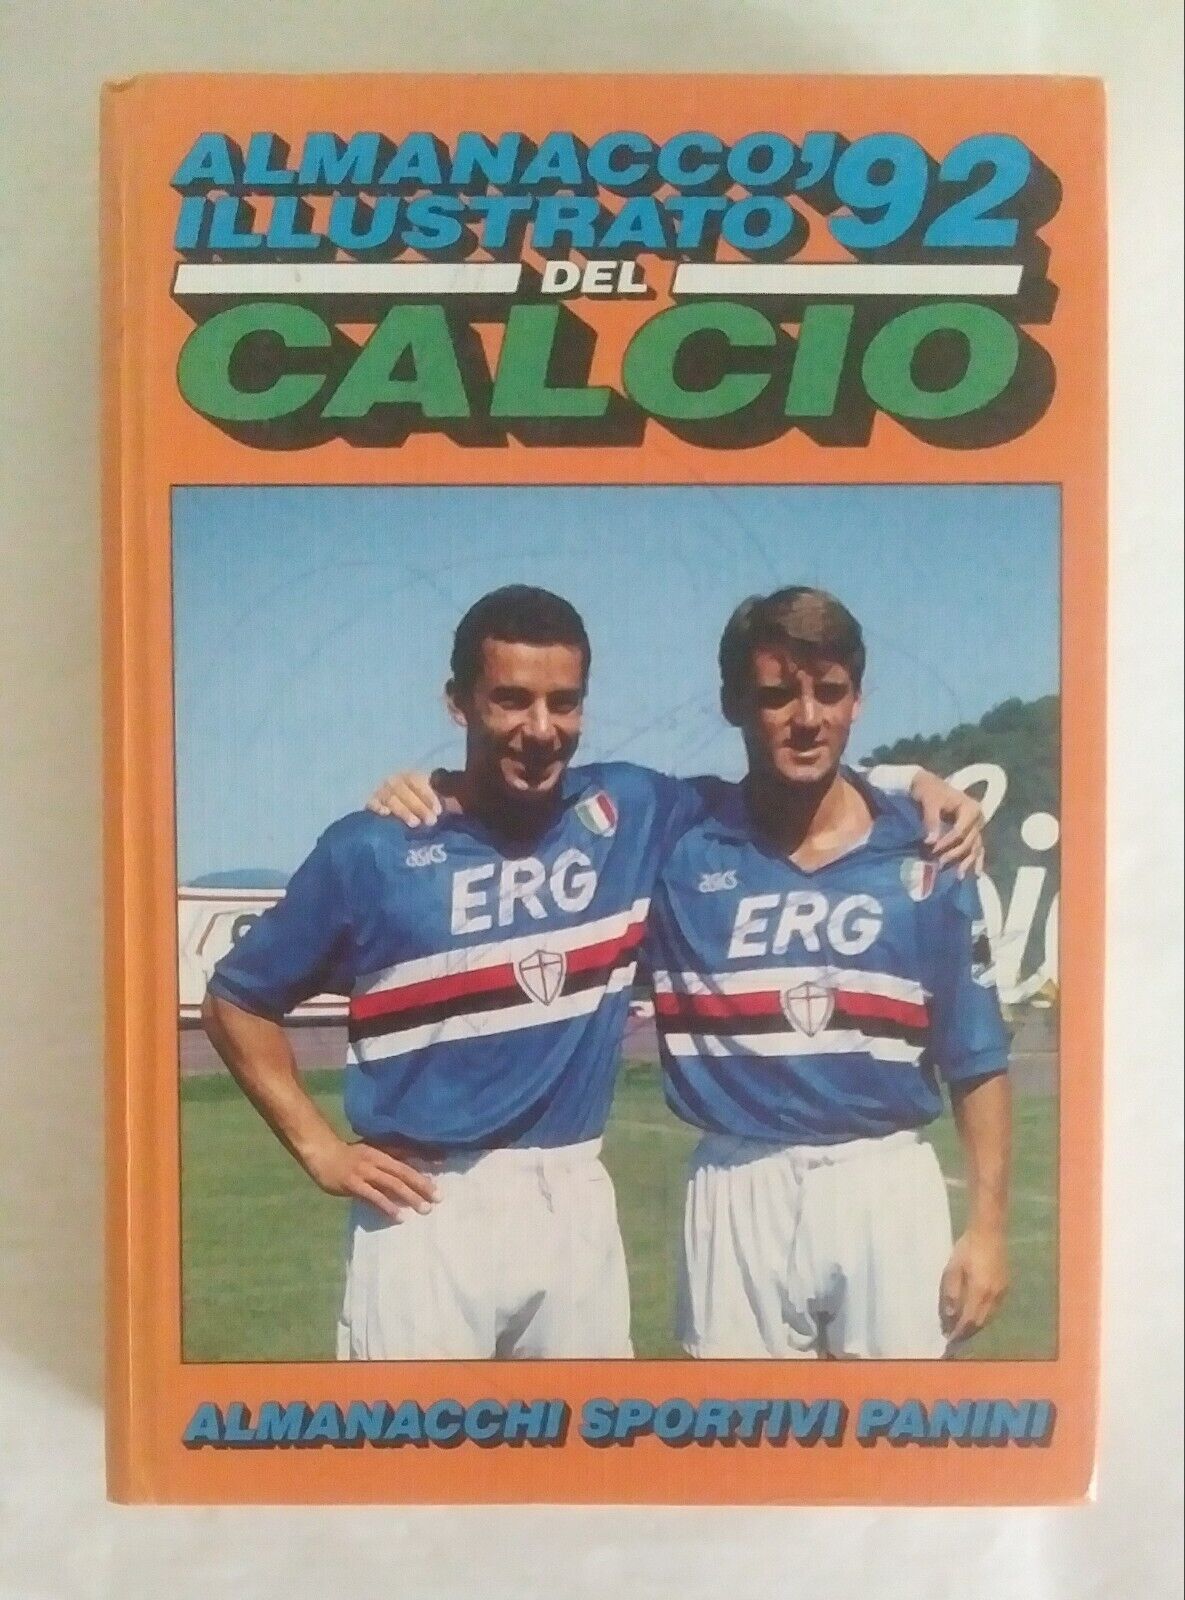 ALMANACCO '92
ILLUSTRATO
DEL
CALCIO
asics
ERG
asics
ERG
ALMANACCHI SPORTIVI PANINI